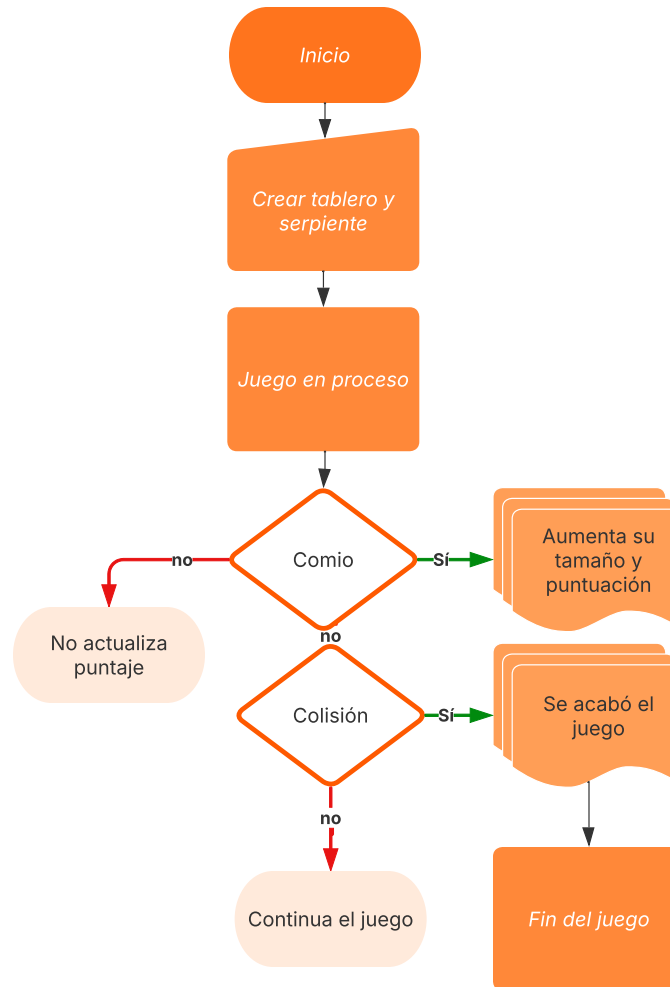 Inicio
Crear tablero y
serpiente
Juego en proceso
Comio
no
Sí
Aumenta su
tamaño y
puntuación
No actualiza
puntaje
no
Colisión
Sí
Se acabó el
juego
no
Continua el juego
Fin del juego